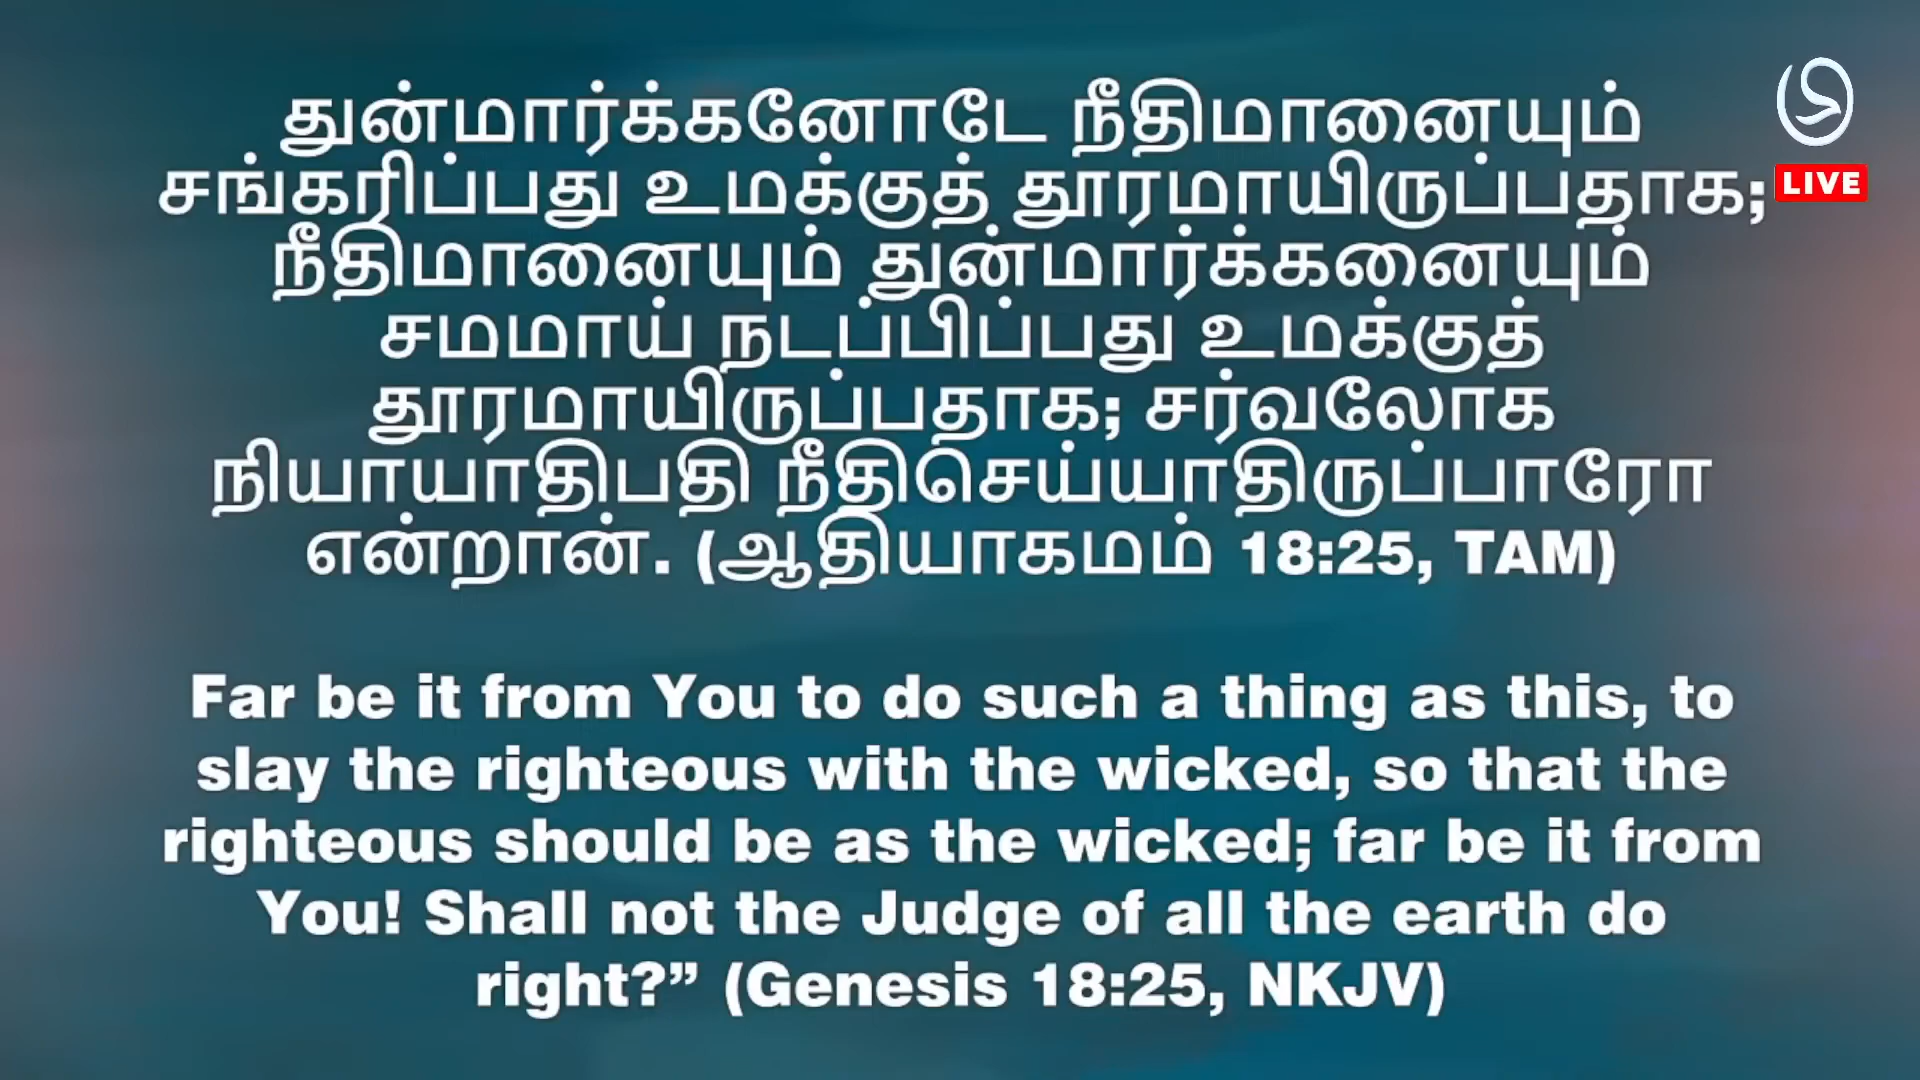 துன்மார்க்கனோடே நீதிமானையும்
சங்கரிப்பது உமக்குத் தூரமாயிருப்பதாக;
நீதிமானையும் துன்மார்க்கனையும்
சமமாய் நடப்பிப்பது உமக்குத்
தூரமாயிருப்பதாக; சர்வலோக
நியாயாதிபதி நீதிசெய்யாதிருப்பாரோ
என்றான். (ஆதியாகமம் 18:25, TAM)
Far be it from You to do such a thing as this, to
slay the righteous with the wicked, so that the
righteous should be as the wicked; far be it from
You! Shall not the Judge of all the earth do
right?” (Genesis 18:25, NKJV)
LIVE